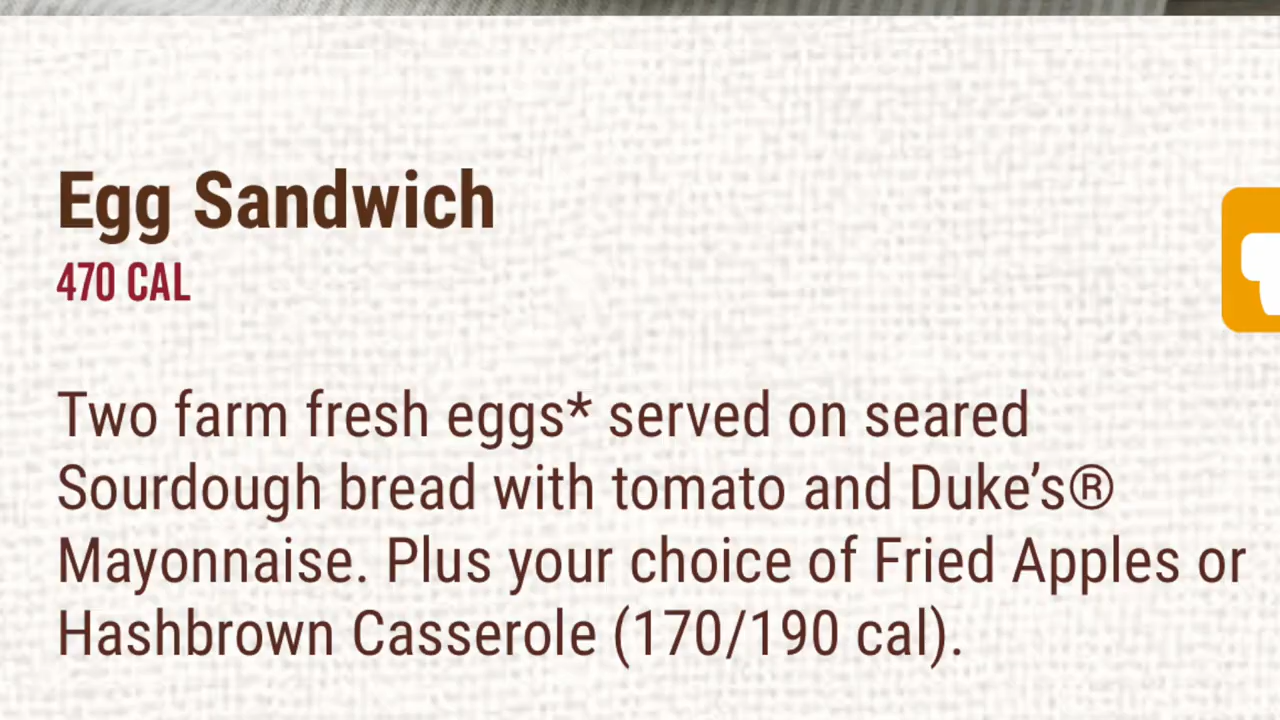 Egg Sandwich
470 CAL
Two farm fresh eggs* served on seared
Sourdough bread with tomato and Duke’s®
Mayonnaise. Plus your choice of Fried Apples or
Hashbrown Casserole (170/190 cal).